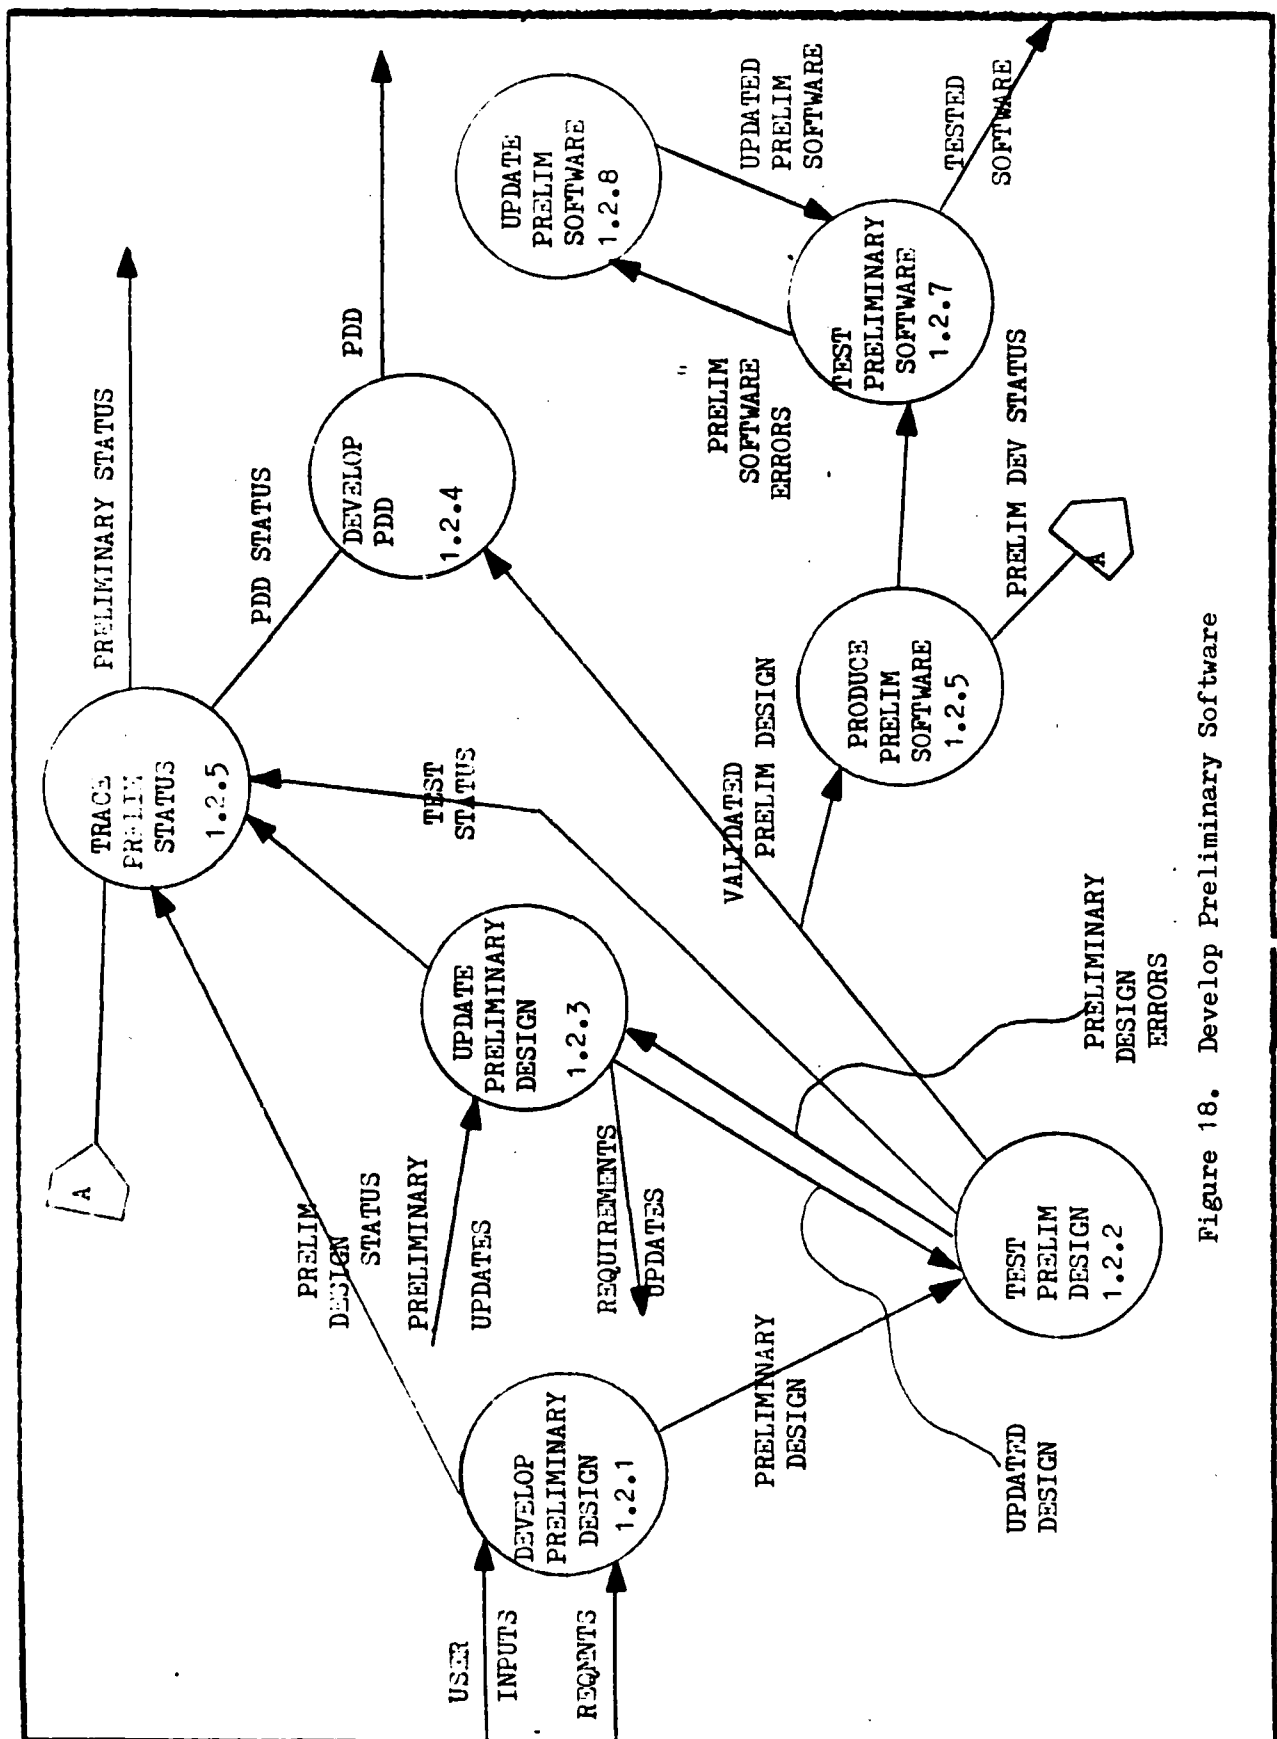 USER
INPUTS
REQMNTS
DEVELOP
PRELIMINARY
DESIGN
1.2.1
PRELIM
DESIGN
STATUS
PRELIMINARY
UPDATES
REQUIREMENTS
UPDATES
PRELIMINARY
DESIGN
UPDATED
DESIGN
A
TRACE
PRELIM
STATUS
1.2.5
UPDATE
PRELIMINARY
DESIGN
1.2.3
TEST
PRELIM
DESIGN
1.2.2
PRELIMINARY
DESIGN
ERRORS
TEST
STATUS
VALIDATED
PRELIM DESIGN
PRELIMINARY STATUS
PDD STATUS
DEVELOP
PDD
1.2.4
PDD
PRODUCE
PRELIM
SOFTWARE
1.2.5
PRELIM DEV STATUS
A
PRELIM
SOFTWARE
ERRORS
TEST
PRELIMINARY
SOFTWARE
1.2.7
UPDATE
PRELIM
SOFTWARE
1.2.8
UPDATED
PRELIM
SOFTWARE
TESTED
SOFTWARE
Figure 18. Develop Preliminary Software